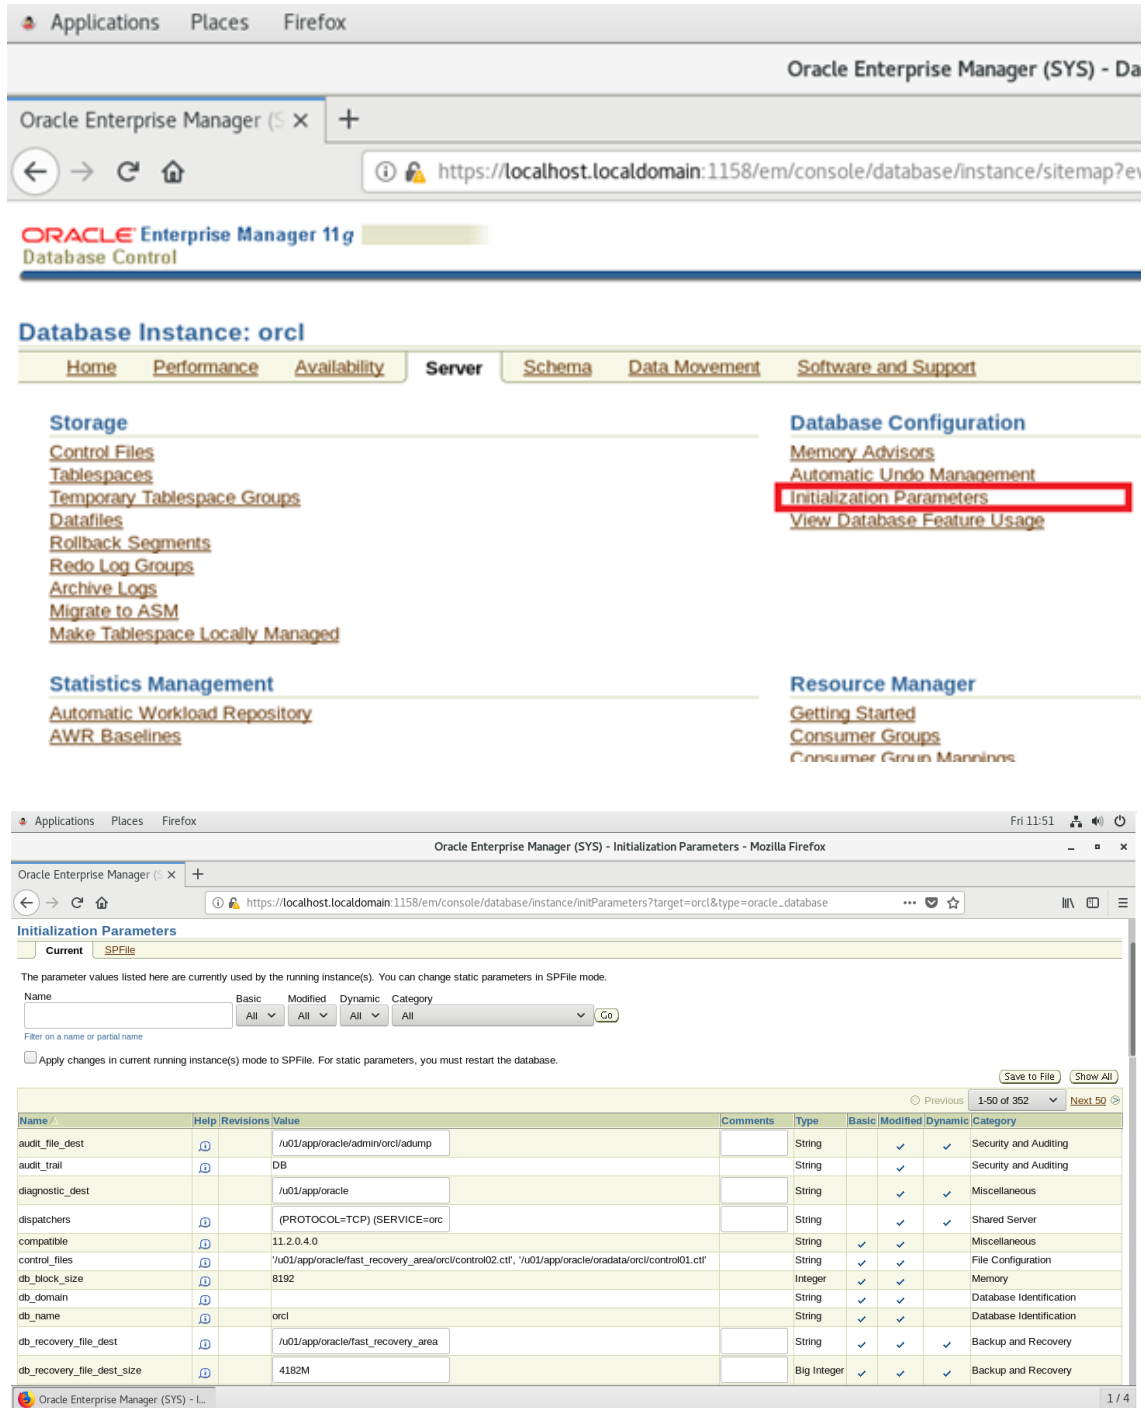 Applications Places Firefox
Oracle Enterprise Manager (SYS) - Da
Oracle Enterprise Manager (S
https://localhost.localdomain:1158/em/console/database/instance/sitemap?ev
ORACLE Enterprise Manager 11g
Database Control
Database Instance: orcl
Home Performance Availability Server Schema Data Movement Software and Support
Storage Database Configuration
Control Files Memory Advisors
Tablespaces Automatic Undo Management
Temporary Tablespace Groups Initialization Parameters
Datafiles View Database Feature Usage
Rollback Segments
Redo Log Groups
Archive Logs
Migrate to ASM
Make Tablespace Locally Managed
Statistics Management Resource Manager
Automatic Workload Repository Getting Started
AWR Baselines Consumer Groups
Consumer Group Mappings
Applications Places Firefox Fri 11:51
Oracle Enterprise Manager (SYS) - Initialization Parameters - Mozilla Firefox
Oracle Enterprise Manager (S
https://localhost.localdomain:1158/em/console/database/instance/initParameters?target=orcl&type=oracle_database
Initialization Parameters
Current SPFile
The parameter values listed here are currently used by the running instance(s). You can change static parameters in SPFile mode.
Name Basic Modified Dynamic Category
All All All All Go
Filter on a name or partial name
Apply changes in current running instance(s) mode to SPFile. For static parameters, you must restart the database.
Save to File Show All
Previous 1-50 of 352 Next 50
Name Help Revisions Value Comments Type Basic Modified Dynamic Category
audit_file_dest /u01/app/oracle/admin/orcl/adump String Security and Auditing
audit_trail DB String Security and Auditing
diagnostic_dest /u01/app/oracle String Miscellaneous
dispatchers (PROTOCOL=TCP) (SERVICE=orc String Shared Server
compatible 11.2.0.4.0 String Miscellaneous
control_files '/u01/app/oracle/fast_recovery_area/orcl/control02.ctl', '/u01/app/oracle/oradata/orcl/control01.ctl' String File Configuration
db_block_size 8192 Integer Memory
db_domain String Database Identification
db_name orcl String Database Identification
db_recovery_file_dest /u01/app/oracle/fast_recovery_area String Backup and Recovery
db_recovery_file_dest_size 4182M Big Integer Backup and Recovery
Oracle Enterprise Manager (SYS) - I... 1 / 4